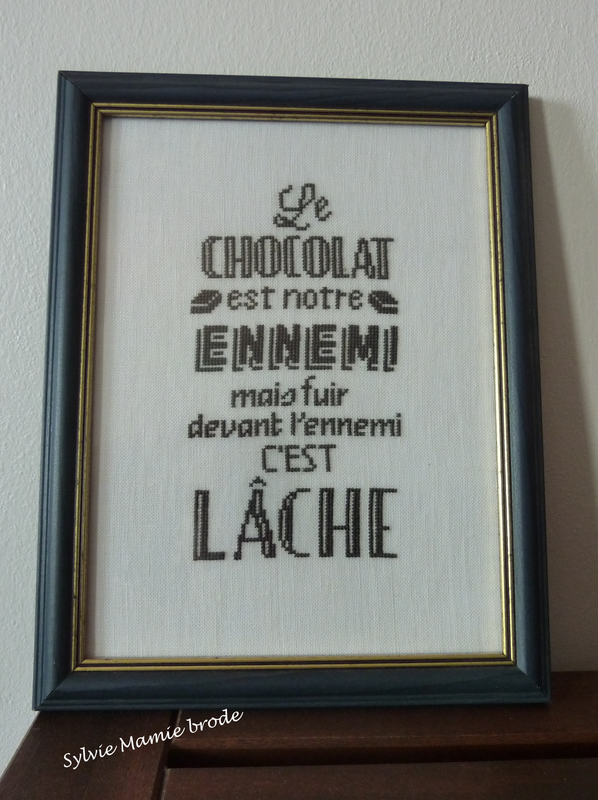 Le
CHOCOLAT
est notre
ENNEMI
mais fuir
devant l'ennemi
C'EST
LÂCHE
Sylvie Mamie brode